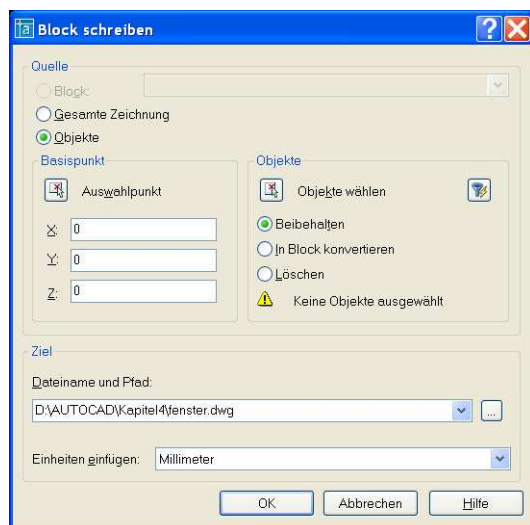 Block schreiben
Quelle
Block:
Gesamte Zeichnung
Objekte
Basispunkt
Auswahlpunkt
X: 0
Y: 0
Z: 0
Objekte
Objekte wählen
Beibehalten
In Block konvertieren
Löschen
Keine Objekte ausgewählt
Ziel
Dateiname und Pfad:
D:\AUTOCAD\Kapitel4\fenster.dwg
...
Einheiten einfügen: Millimeter
OK Abbrechen Hilfe